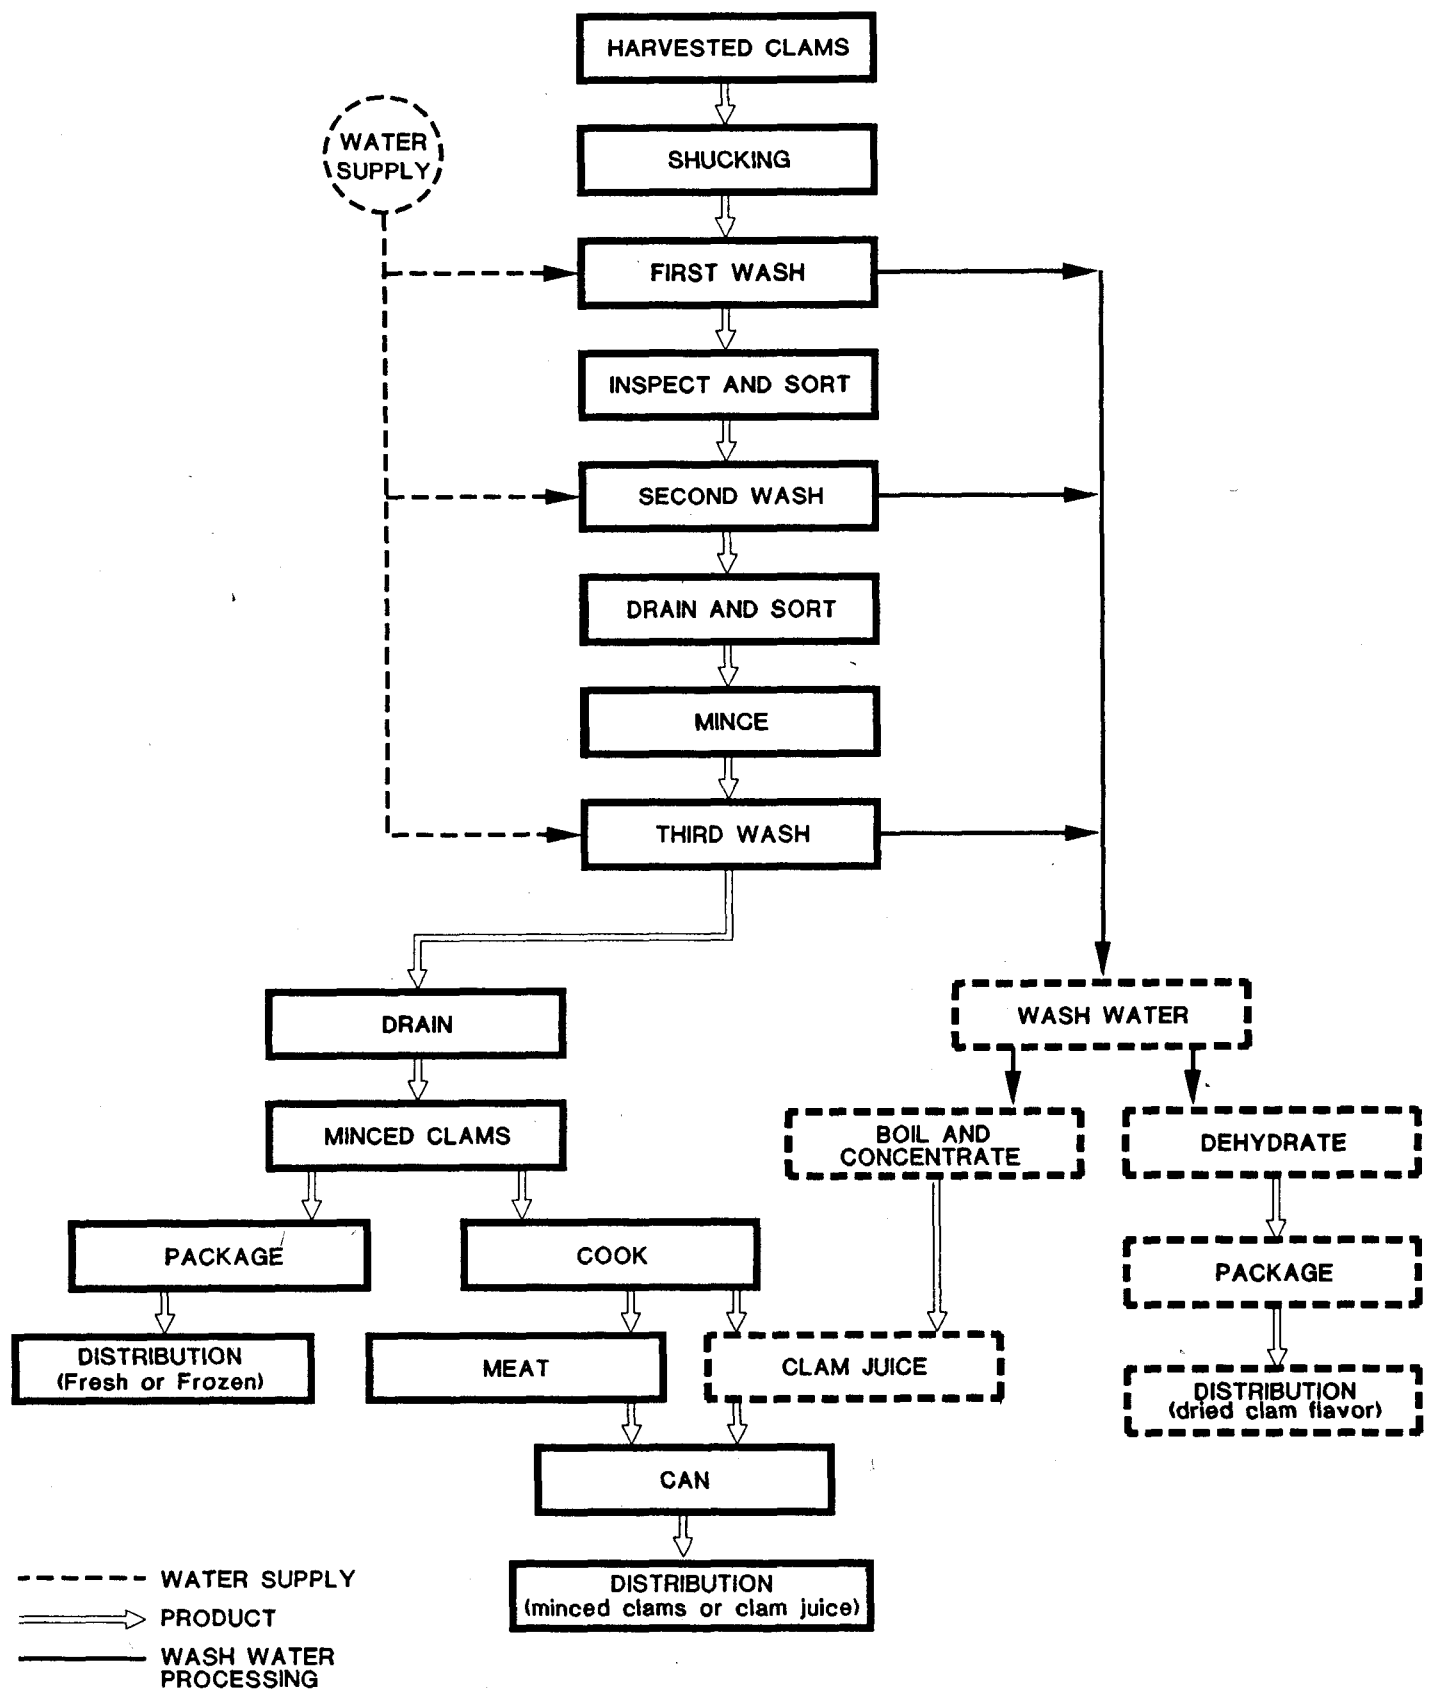 HARVESTED CLAMS
WATER
SUPPLY
SHUCKING
FIRST WASH
INSPECT AND SORT
SECOND WASH
DRAIN AND SORT
MINCE
THIRD WASH
DRAIN
WASH WATER
MINCED CLAMS
BOIL AND
CONCENTRATE
DEHYDRATE
PACKAGE
COOK
PACKAGE
DISTRIBUTION
(Fresh or Frozen)
MEAT
CLAM JUICE
DISTRIBUTION
(dried clam flavor)
CAN
DISTRIBUTION
(minced clams or clam juice)
WATER SUPPLY
PRODUCT
WASH WATER
PROCESSING